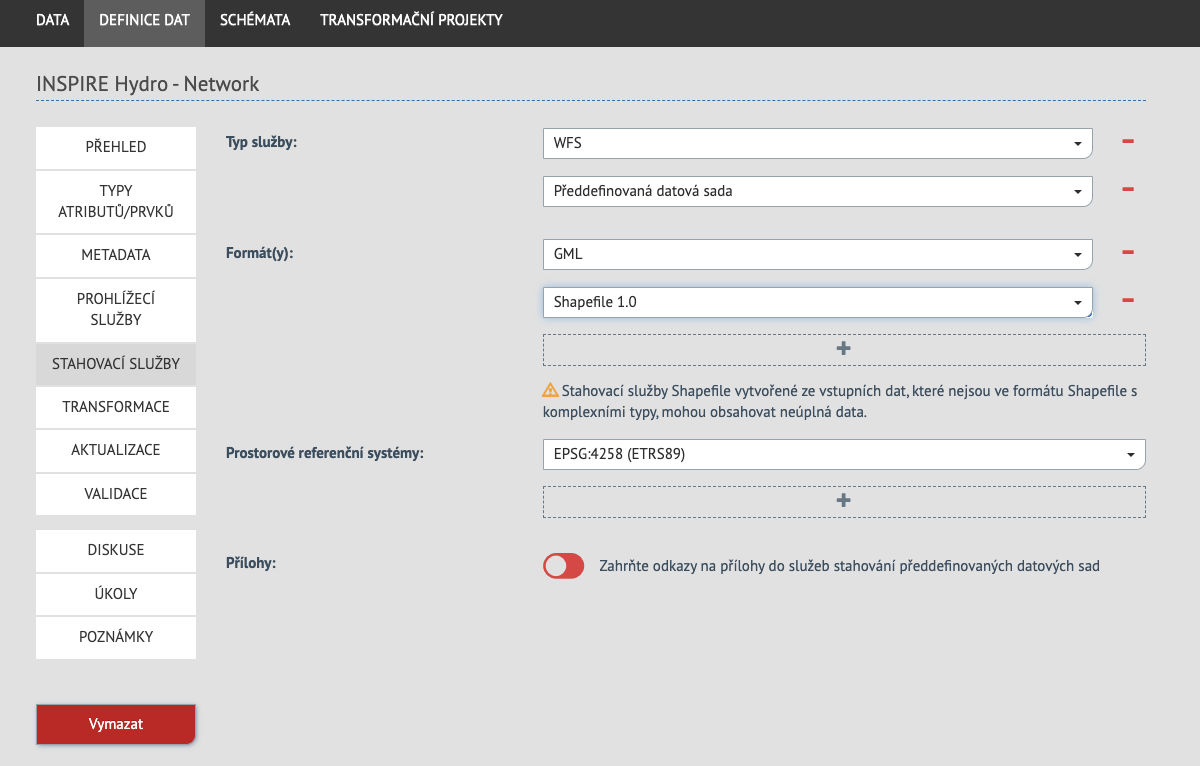 DATA
DEFINICE DAT
SCHÉMATA
TRANSFORMAČNÍ PROJEKTY
INSPIRE Hydro - Network
PŘEHLED
TYPY
ATRIBUTŮ/PRVKŮ
METADATA
PROHLÍŽECÍ
SLUŽBY
STAHOVACÍ SLUŽBY
TRANSFORMACE
AKTUALIZACE
VALIDACE
DISKUSE
ÚKOLY
POZNÁMKY
Vymazat
Typ služby:
WFS
Předdefinovaná datová sada
Formát(y):
GML
Shapefile 1.0
Stahovací služby Shapefile vytvořené ze vstupních dat, které nejsou ve formátu Shapefile s
komplexními typy, mohou obsahovat neúplná data.
Prostorové referenční systémy:
EPSG:4258 (ETRS89)
Přílohy:
Zahrňte odkazy na přílohy do služeb stahování předdefinovaných datových sad